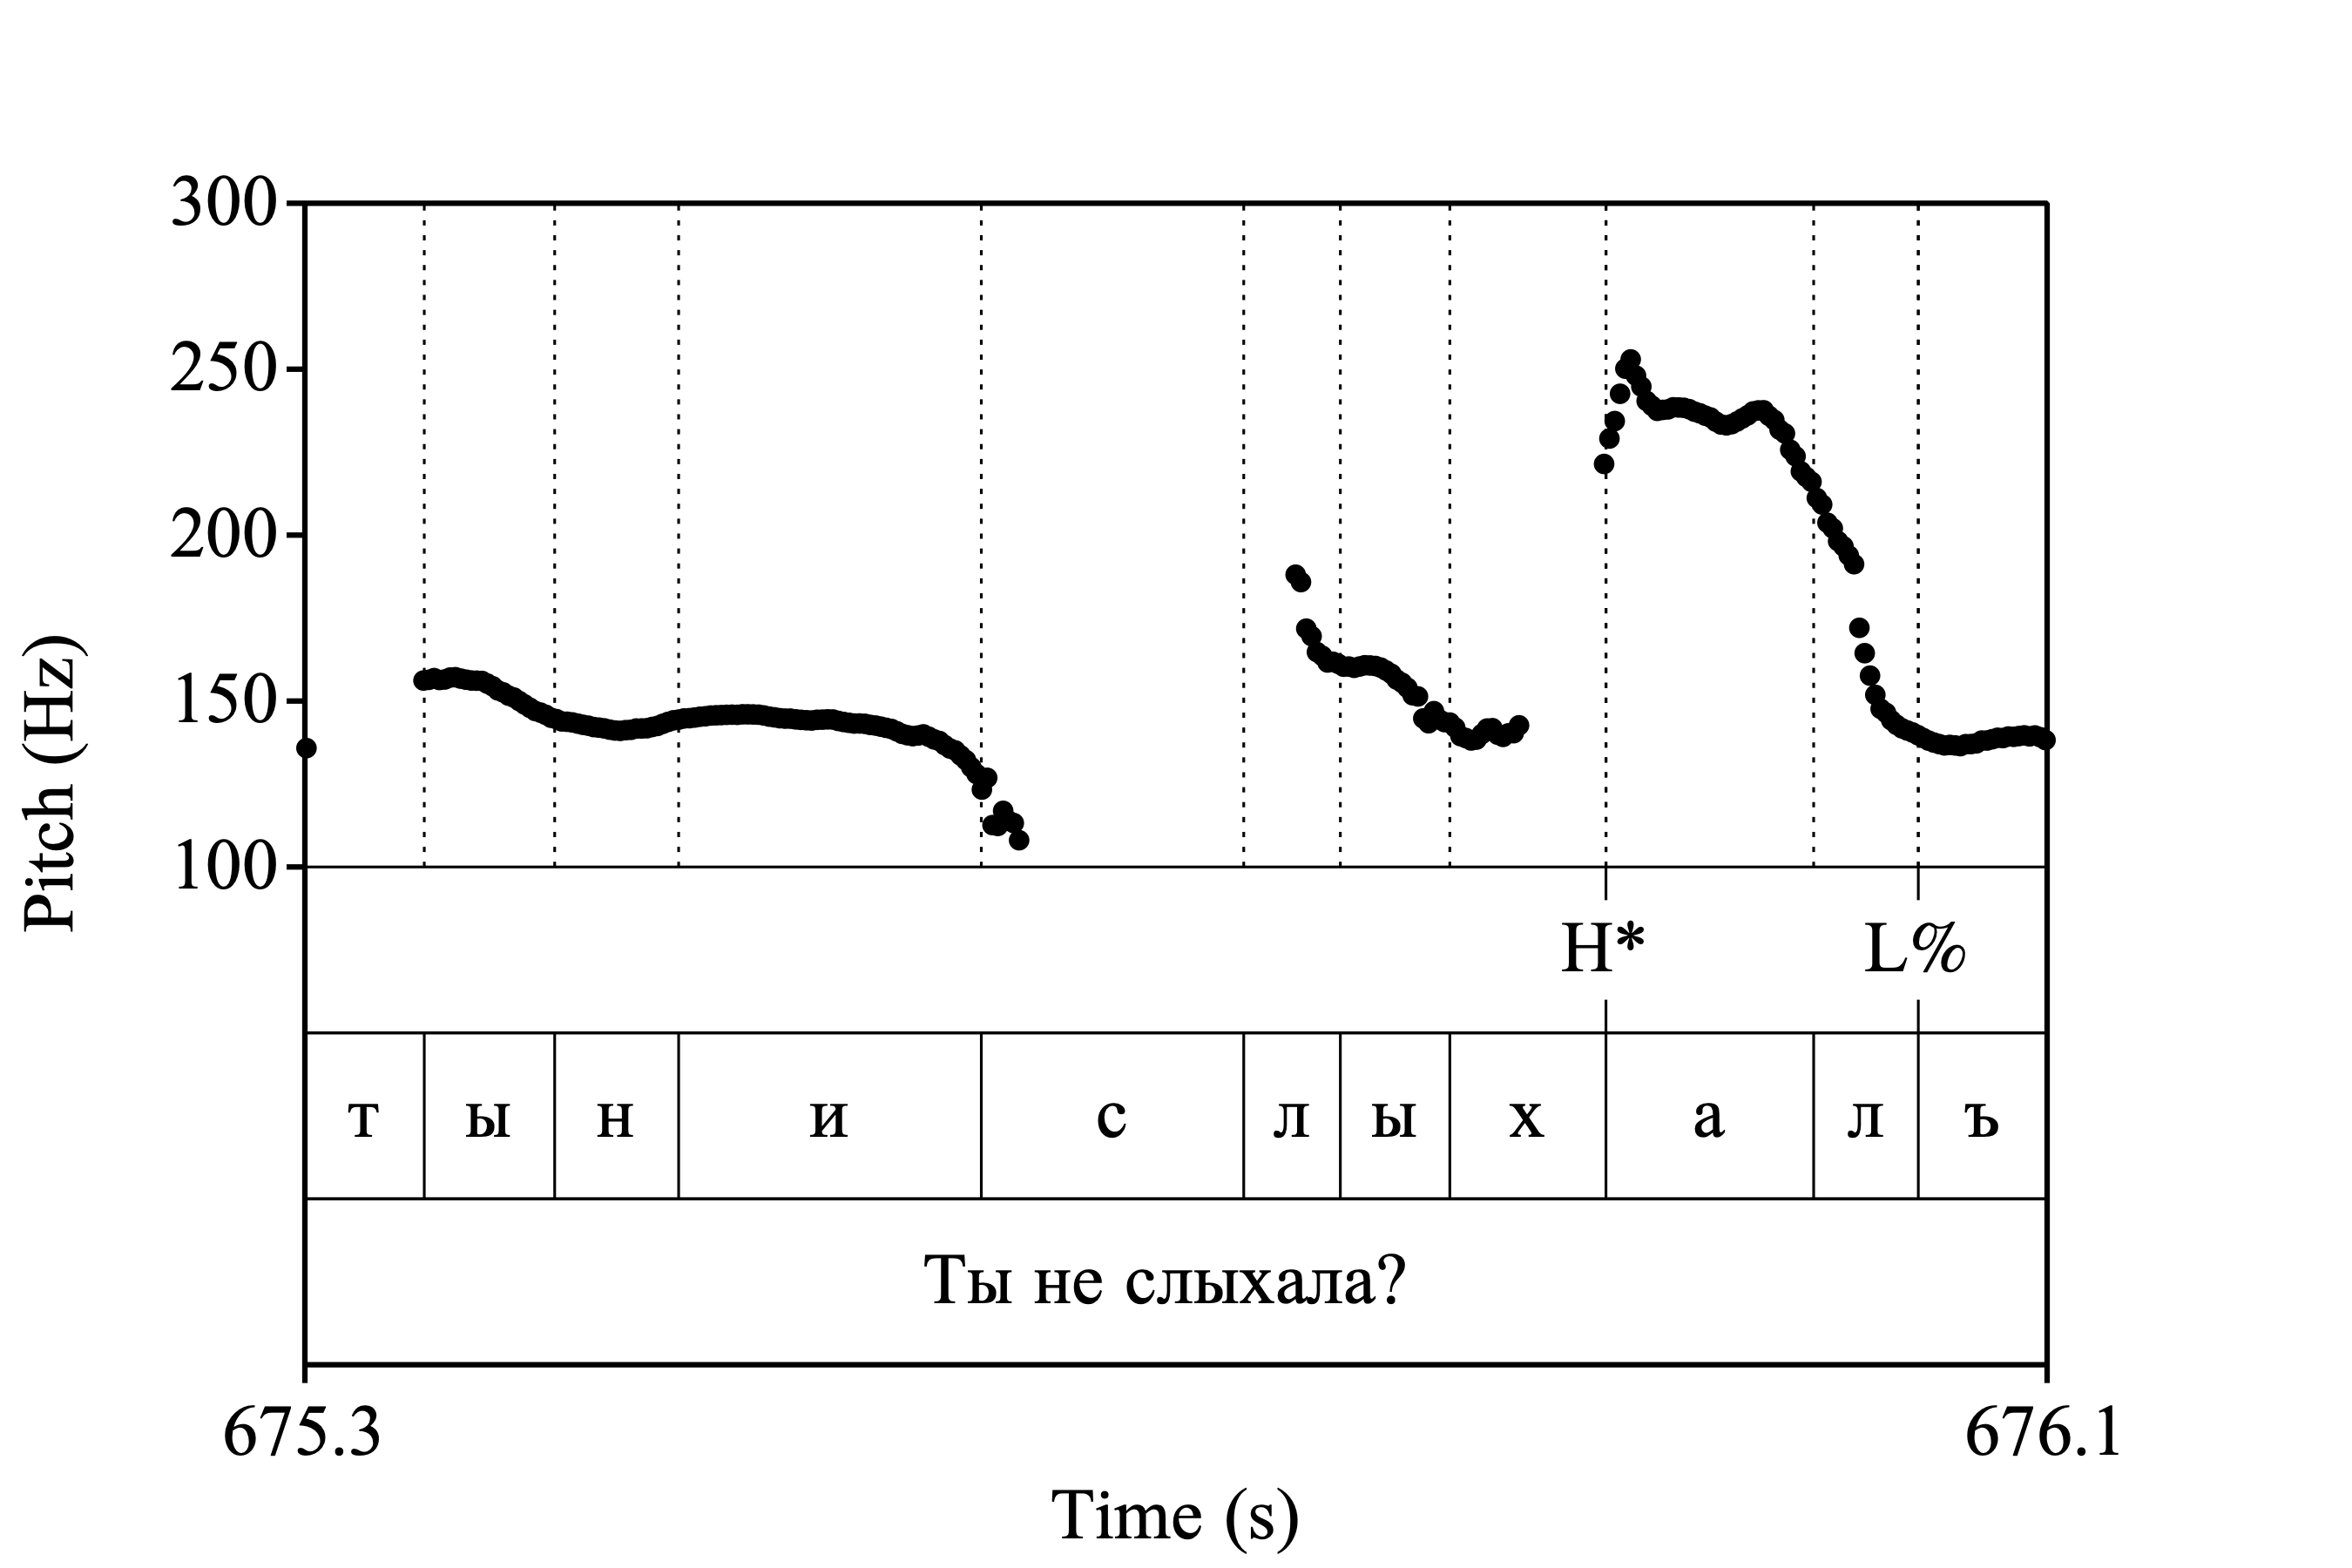 300
250
200
150
100
Pitch (Hz)
H* L%
т ы н и с л ы х а л ъ
Ты не слыхала?
675.3 676.1
Time (s)